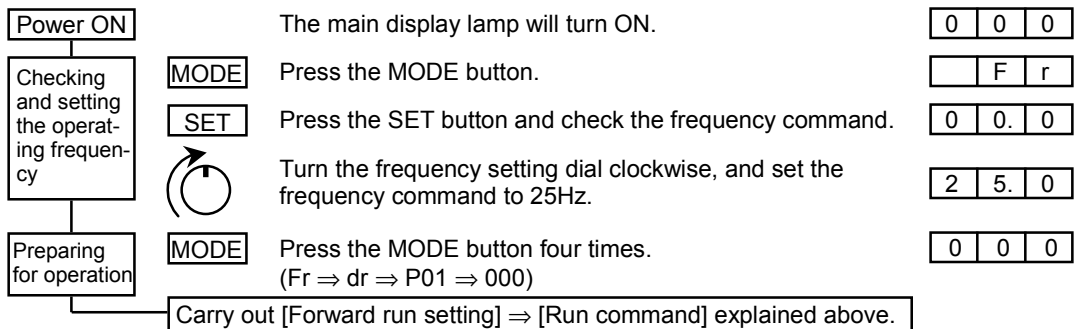 Power ON
The main display lamp will turn ON.
0 0 0
Checking
and setting
the operat-
ing frequen-
cy
MODE
Press the MODE button.
F r
SET
Press the SET button and check the frequency command.
0 0. 0
Turn the frequency setting dial clockwise, and set the
frequency command to 25Hz.
2 5. 0
Preparing
for operation
MODE
Press the MODE button four times.
(Fr ⇒ dr ⇒ P01 ⇒ 000)
0 0 0
Carry out [Forward run setting] ⇒ [Run command] explained above.